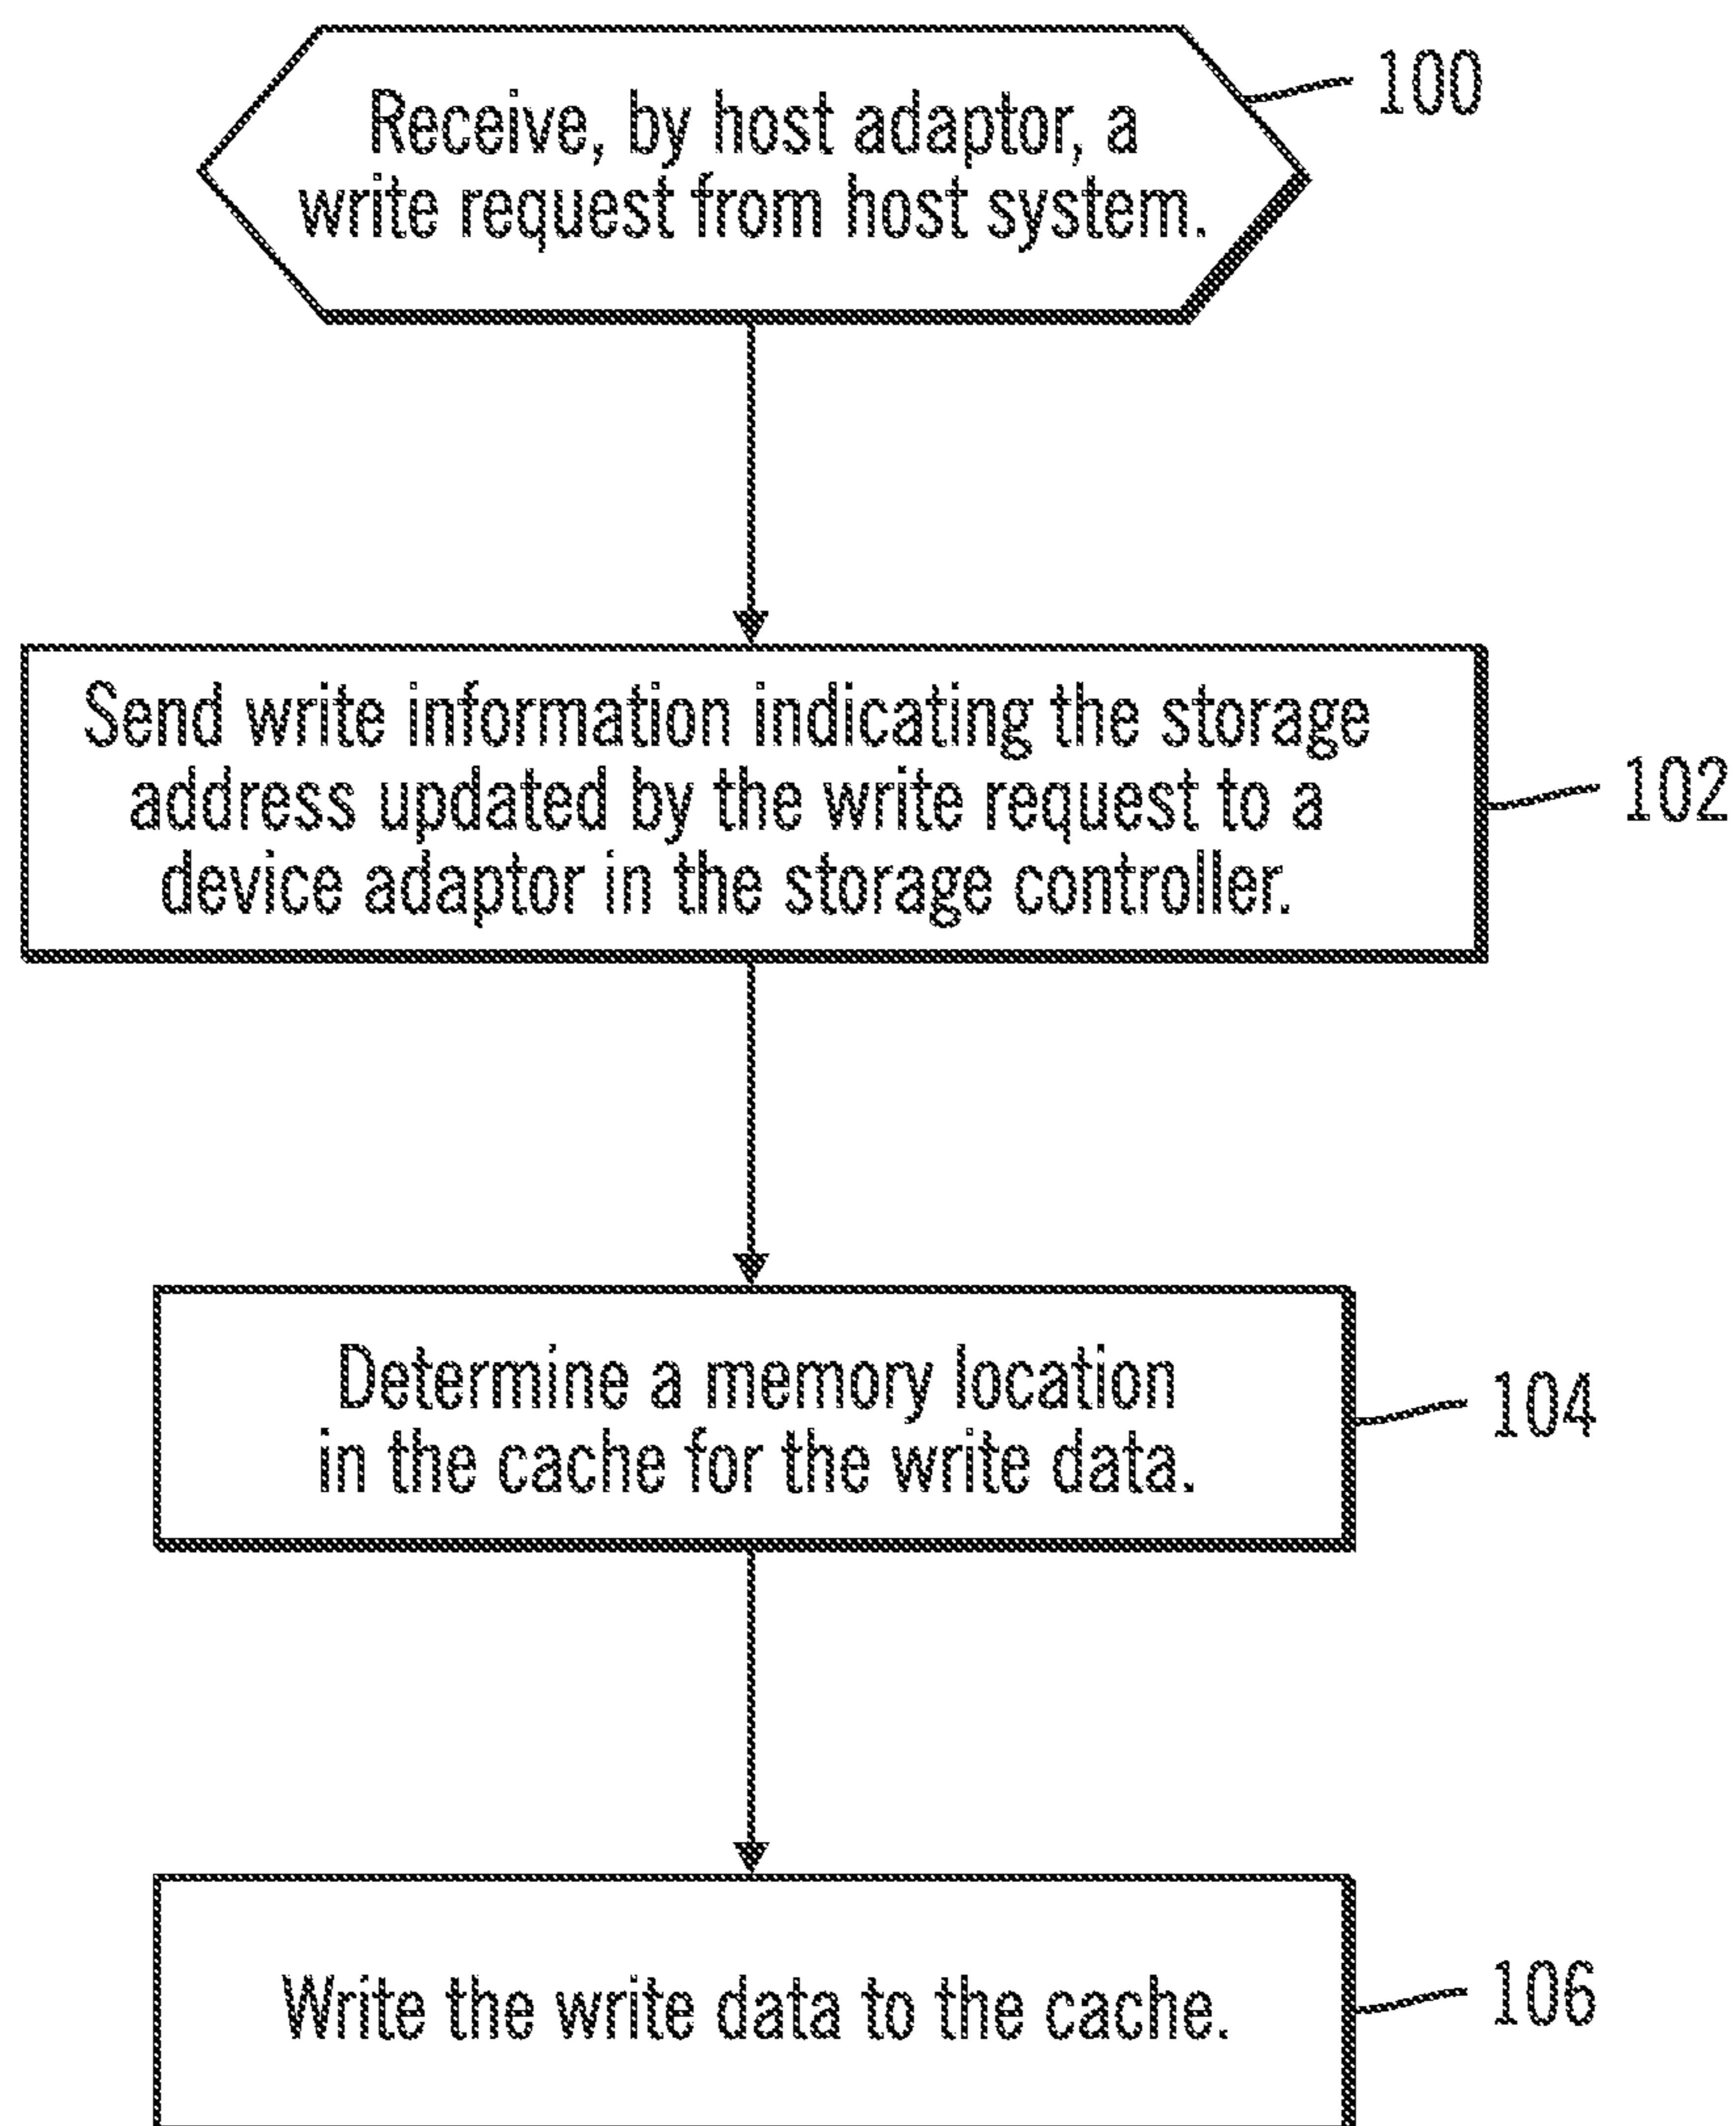 Receive, by host adaptor, a
write request from host system.
100
Send write information indicating the storage
address updated by the write request to a
device adaptor in the storage controller.
102
Determine a memory location
in the cache for the write data.
104
Write the write data to the cache.
106